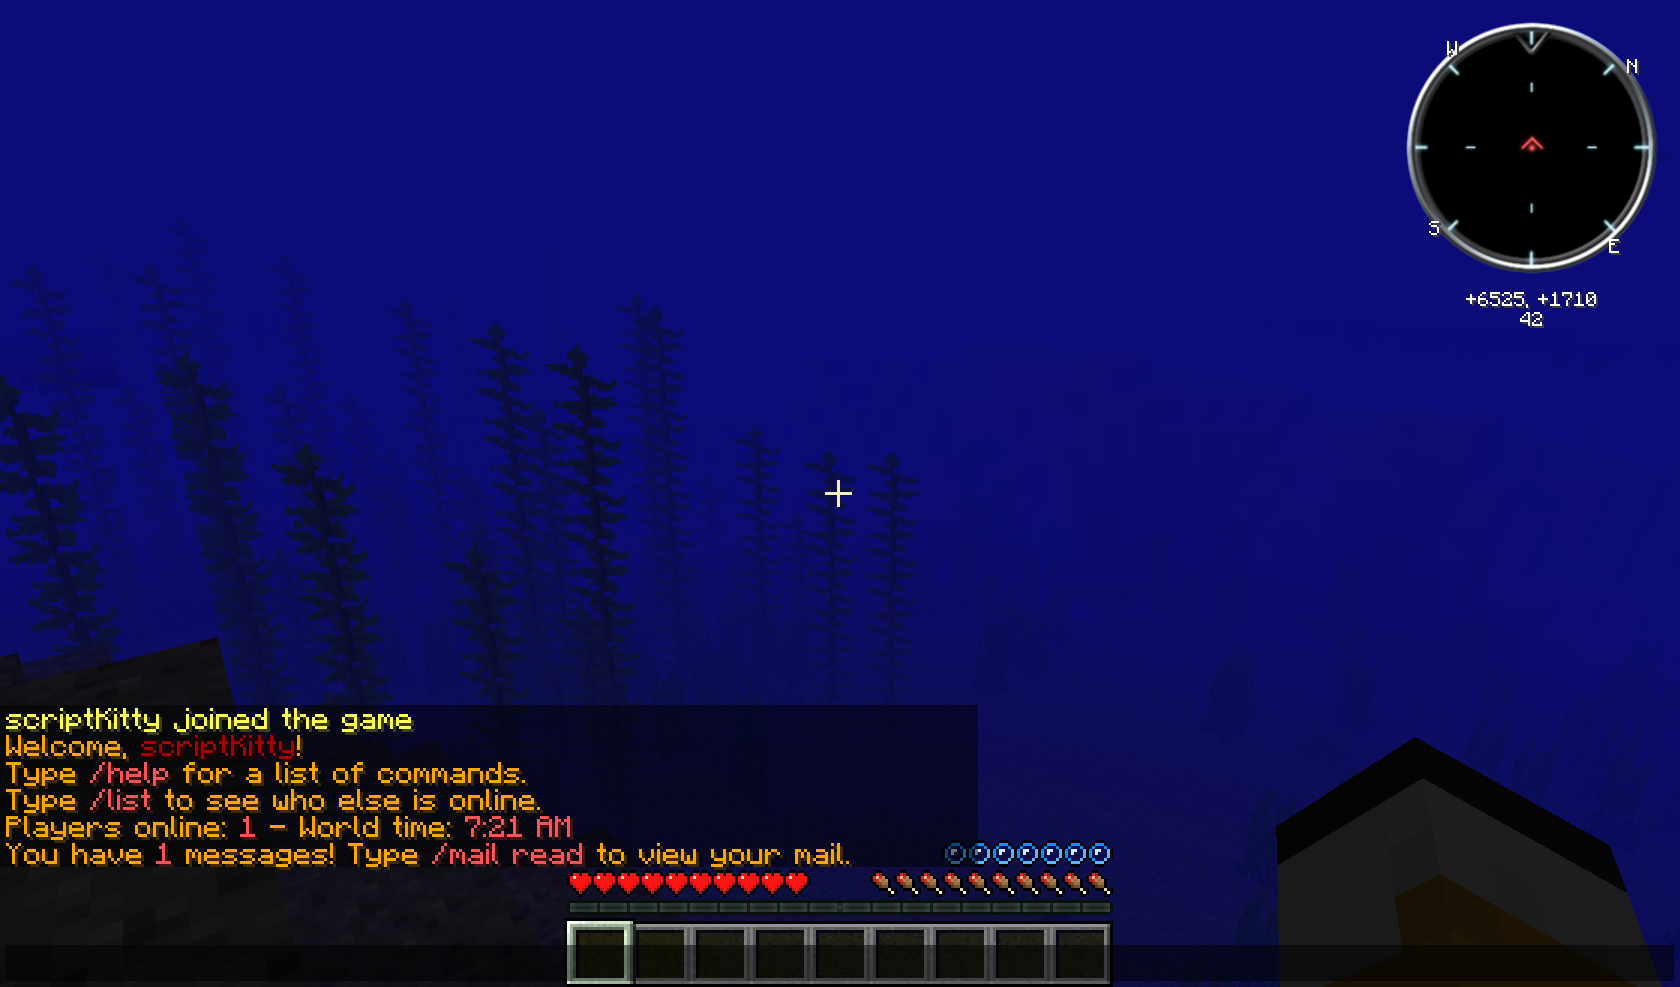 W
N
S
E
+6525, +1710
42
scriptKitty joined the game
Welcome, scriptKitty!
Type /help for a list of commands.
Type /list to see who else is online.
Players online: 1 - World time: 7:21 AM
You have 1 messages! Type /mail read to view your mail.